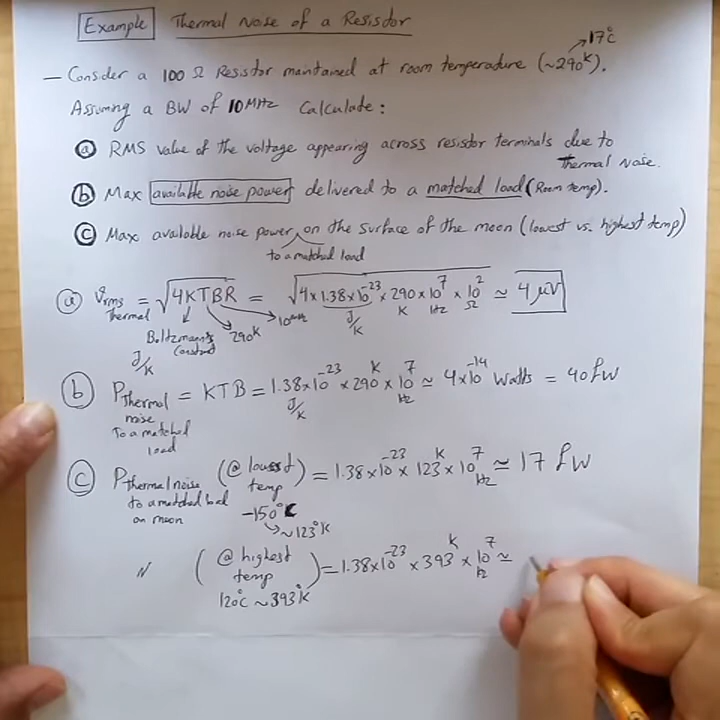 Example Thermal Noise of a Resistor
17°C
– Consider a 100 Ω Resistor maintained at room temperature (~290K).
Assuming a BW of 10MHz Calculate:
(a) RMS value of the voltage appearing across resistor terminals due to
Thermal Noise.
(b) Max available noise power delivered to a matched load (Room temp).
(c) Max available noise power on the surface of the moon (lowest vs. highest temp)
to a matched load
(a) Vrms = √4KTBR = √4×1.38×10⁻²³×290×10⁷×10² ≃ 4 μV
Thermal J/K K Hz Ω
Boltzmann's Constant J/K 290K 10MHz
(b) P Thermal noise = KTB = 1.38×10⁻²³ × 290 K × 10⁷ ≃ 4×10⁻¹⁴ Watts = 40fW
To a matched load J/K Hz
(c) P Thermal noise (@ lowest temp) = 1.38×10⁻²³ × 123 K × 10⁷ ≃ 17 fW
to a matched load on moon Hz
-150°C
~123°K
" (@ highest temp) = 1.38×10⁻²³ × 393 K × 10⁷ ≃
120°C ~ 393°K Hz